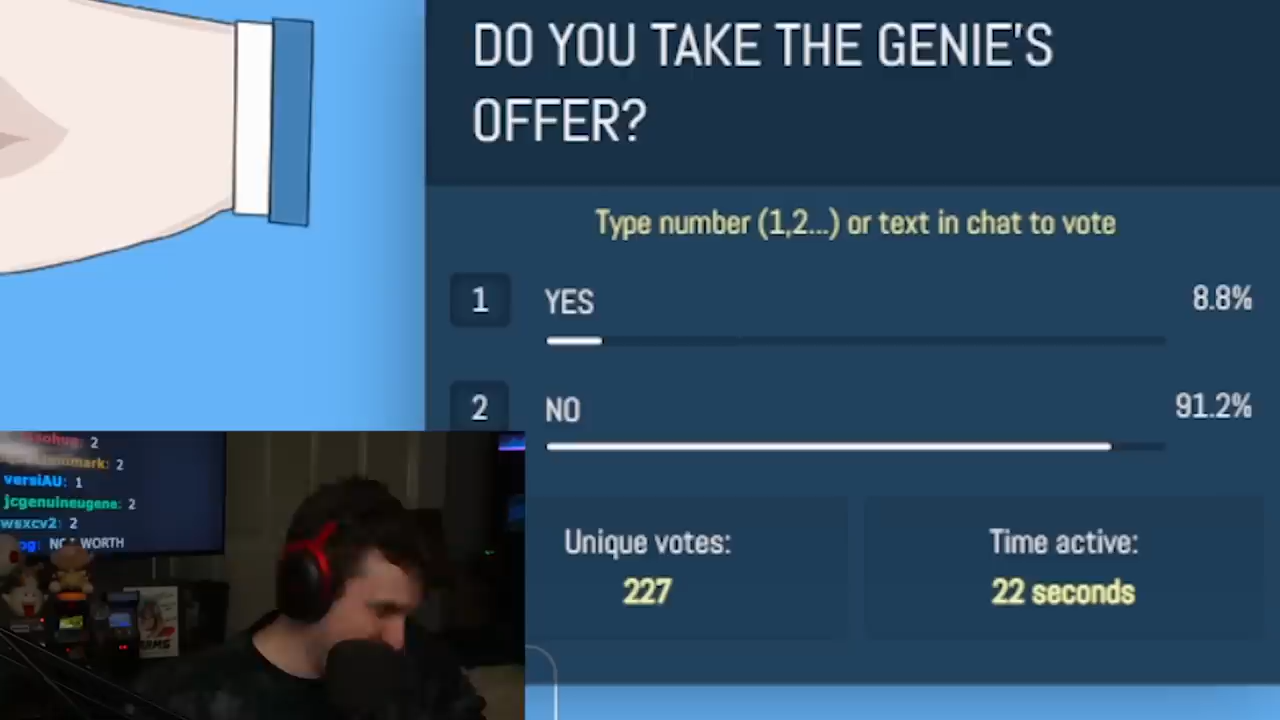 DO YOU TAKE THE GENIE'S
OFFER?
Type number (1,2...) or text in chat to vote
1 YES 8.8%
2 NO 91.2%
Unique votes: Time active:
227 22 seconds
2
2
versiAU: 1
jcgenuineugene: 2
wsxcv2: 2
WORTH